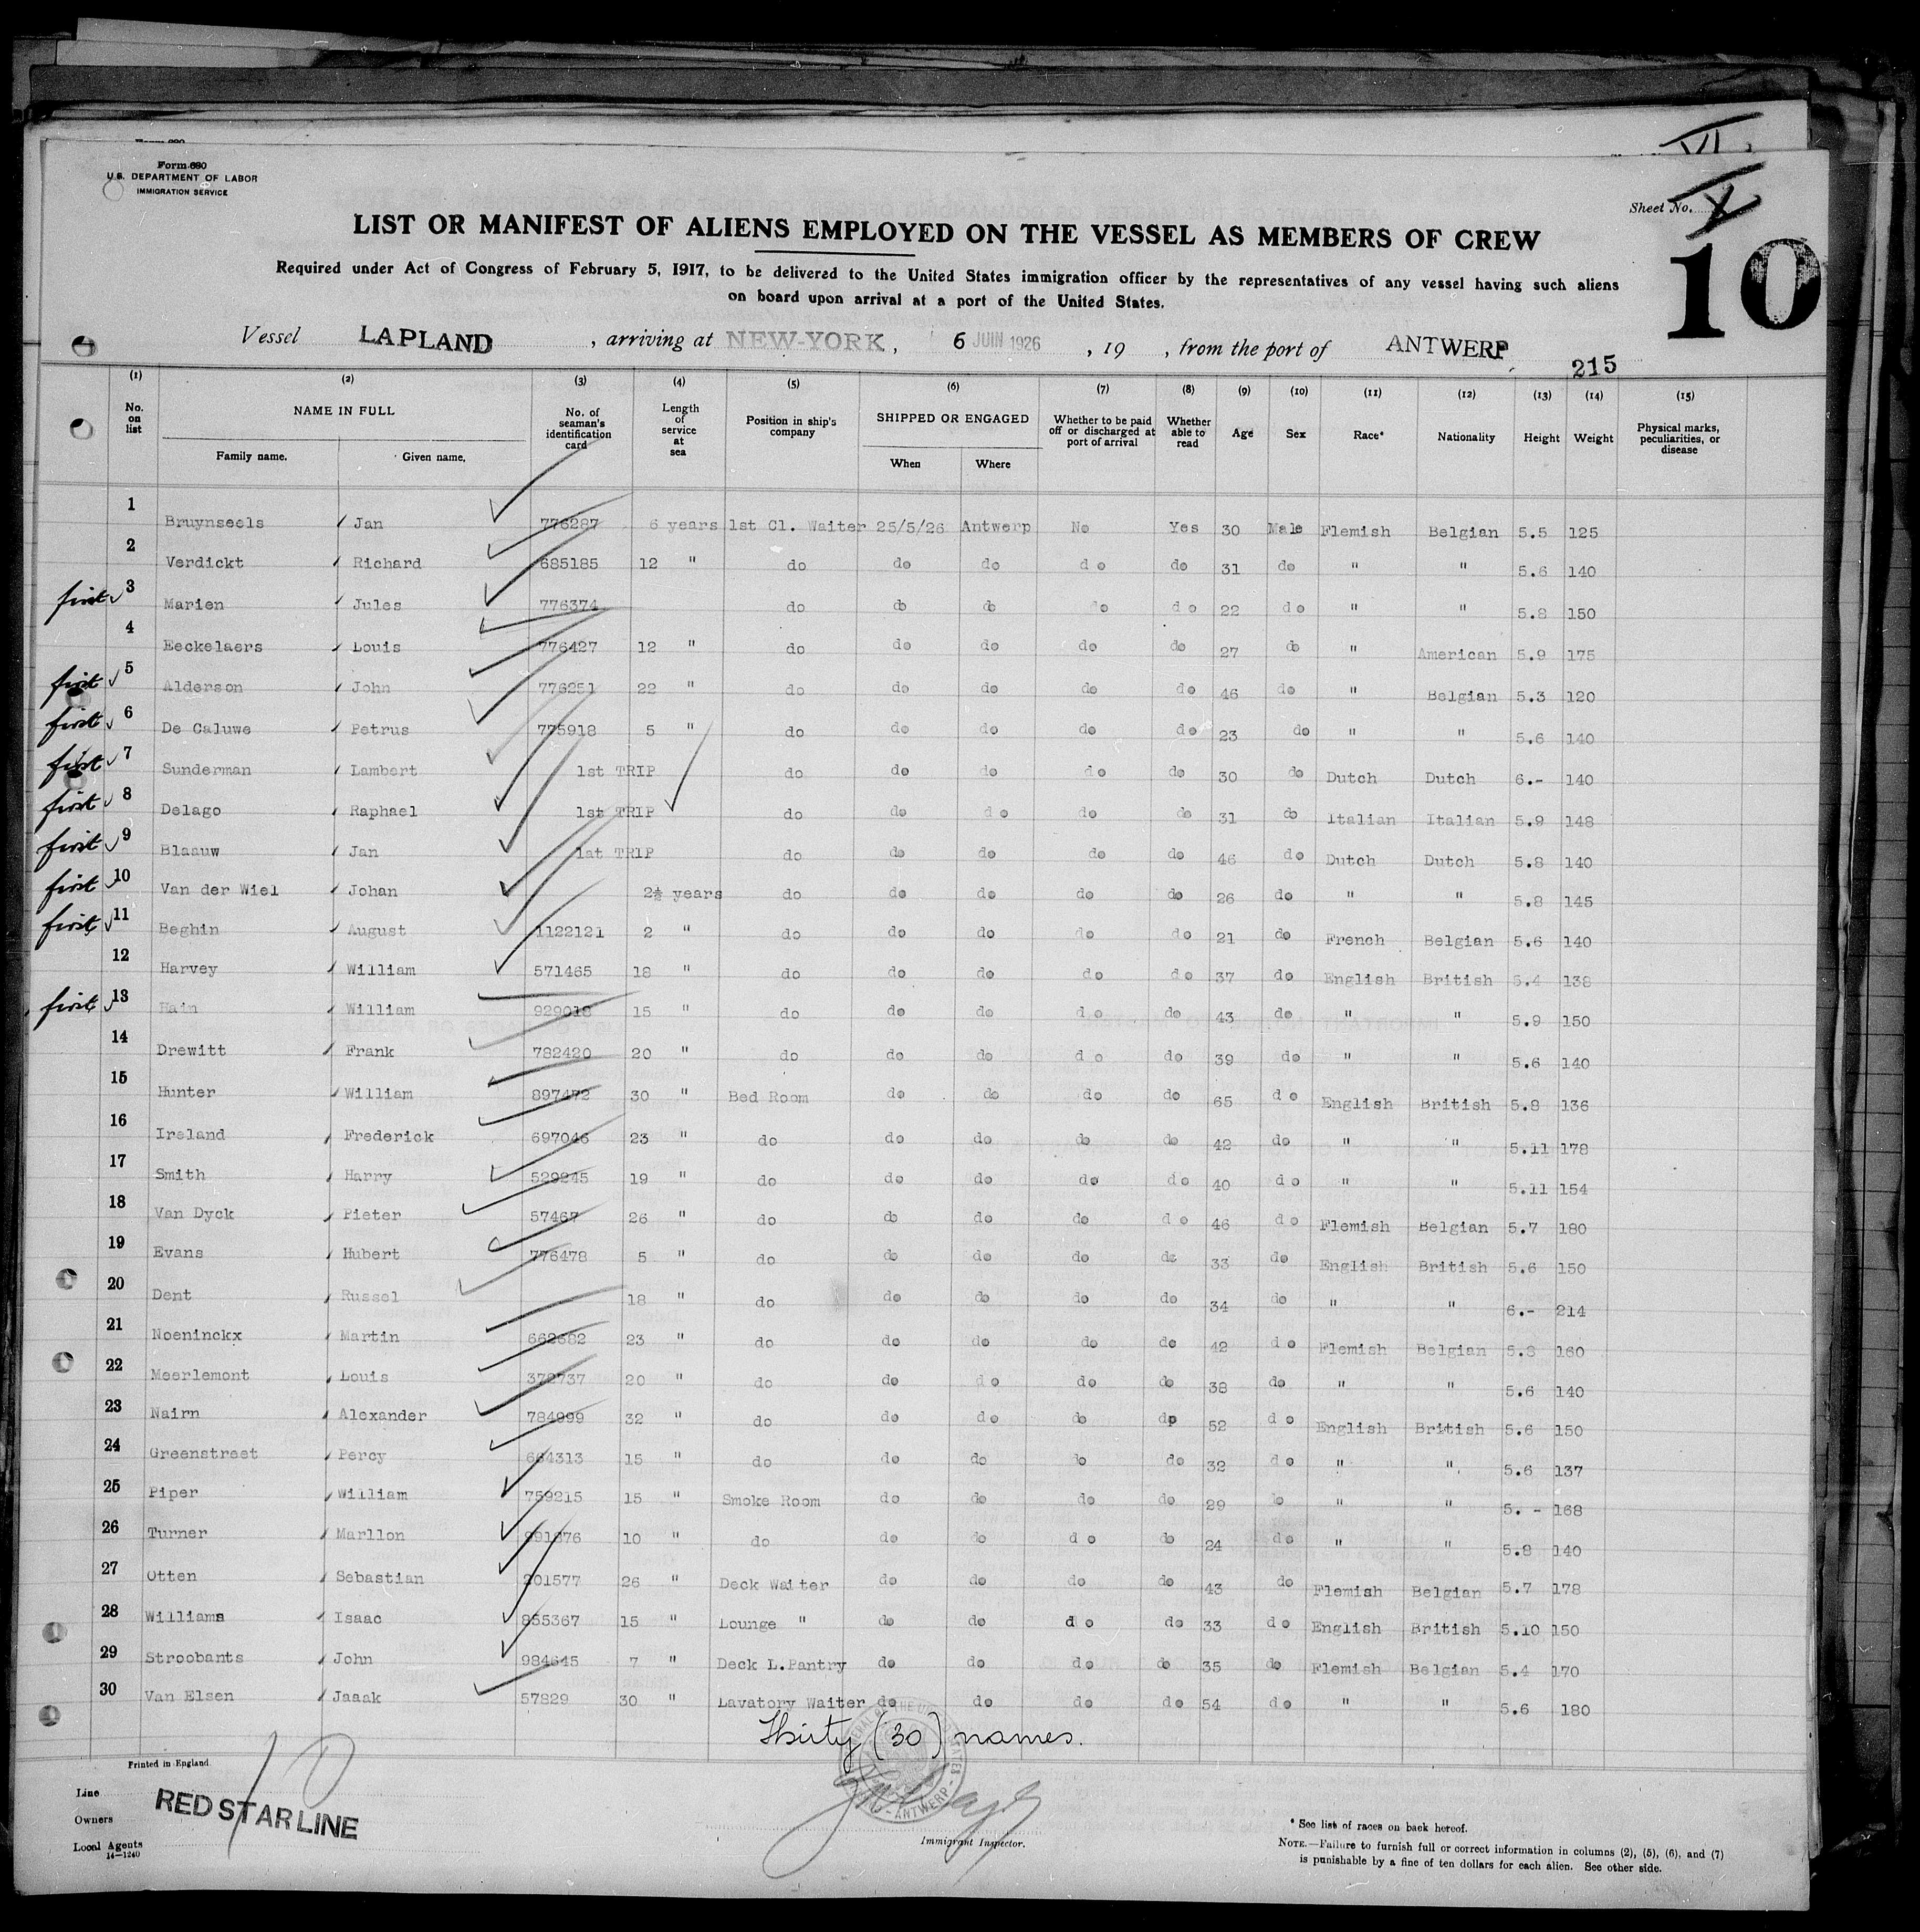 VI
Form 680
U.S. DEPARTMENT OF LABOR
IMMIGRATION SERVICE
Sheet No. X
10
LIST OR MANIFEST OF ALIENS EMPLOYED ON THE VESSEL AS MEMBERS OF CREW
Required under Act of Congress of February 5, 1917, to be delivered to the United States immigration officer by the representatives of any vessel having such aliens
on board upon arrival at a port of the United States.
Vessel LAPLAND , arriving at NEW-YORK , 6 JUIN 1926 , 19 , from the port of ANTWERP
215
(1) (2) (3) (4) (5) (6) (7) (8) (9) (10) (11) (12) (13) (14) (15)
No. on list NAME IN FULL Family name. Given name. No. of seaman's identification card Length of service at sea Position in ship's company SHIPPED OR ENGAGED When Where Whether to be paid off or discharged at port of arrival Whether able to read Age Sex Race* Nationality Height Weight Physical marks, peculiarities, or disease
1 Bruynseels Jan 776287 6 years 1st Cl. Waiter 25/5/26 Antwerp No Yes 30 Male Flemish Belgian 5.5 125
2 Verdickt Richard 685185 12 " do do do do do 31 do " " 5.6 140
first 3 Marien Jules 776374 do do do do do 22 do " " 5.8 150
4 Eeckelaers Louis 776427 12 " do do do do do 27 do " American 5.9 175
first 5 Alderson John 776251 22 " do do do do do 46 do " Belgian 5.3 120
first 6 De Caluwe Petrus 775918 5 " do do do do do 23 do " " 5.6 140
first 7 Sunderman Lambert 1st TRIP do do do do do 30 do Dutch Dutch 6.- 140
first 8 Delago Raphael 1st TRIP do do do do do 31 do Italian Italian 5.9 148
first 9 Blaauw Jan 1st TRIP do do do do do 46 do Dutch Dutch 5.8 140
first 10 Van der Wiel Johan 2½ years do do do do do 26 do " " 5.8 145
first 11 Beghin August 1122121 2 " do do do do do 21 do French Belgian 5.6 140
12 Harvey William 571465 18 " do do do do do 37 do English British 5.4 138
first 13 Hain William 929018 15 " do do do do do 43 do " " 5.9 150
14 Drewitt Frank 782420 20 " do do do do do 39 do " " 5.6 140
15 Hunter William 897472 30 " Bed Room do do do do 65 do English British 5.8 136
16 Ireland Frederick 697046 23 " do do do do do 42 do " " 5.11 178
17 Smith Harry 529245 19 " do do do do do 40 do " " 5.11 154
18 Van Dyck Pieter 57467 26 " do do do do do 46 do Flemish Belgian 5.7 180
19 Evans Hubert 776478 5 " do do do do do 33 do English British 5.6 150
20 Dent Russel 18 " do do do do do 34 do " " 6.- 214
21 Noeninckx Martin 662682 23 " do do do do do 42 do Flemish Belgian 5.8 160
22 Meerlemont Louis 372737 20 " do do do do do 38 do " " 5.6 140
23 Nairn Alexander 784999 32 " do do do do do 52 do English British 5.6 150
24 Greenstreet Percy 664313 15 " do do do do do 32 do " " 5.6 137
25 Piper William 759215 15 " Smoke Room do do do do 29 do " " 5. - 168
26 Turner Marllon 991876 10 " do do do do do 24 do " " 5.8 140
27 Otten Sebastian 201577 26 " Deck Waiter do do do do 43 do Flemish Belgian 5.7 178
28 Williams Isaac 855367 15 " Lounge " do do do do 33 do English British 5.10 150
29 Stroobants John 984645 7 " Deck L.Pantry do do do do 35 do Flemish Belgian 5.4 170
30 Van Elsen Jaaak 57829 30 " Lavatory Waiter do do do do 54 do " " 5.6 180
Thirty (30) names.
Printed in England
10
Line
Owners RED STAR LINE
Local Agents
14—1240
ANTWERP
Immigrant Inspector.
* See list of races on back hereof.
NOTE.—Failure to furnish full or correct information in columns (2), (5), (6), and (7)
is punishable by a fine of ten dollars for each alien. See other side.